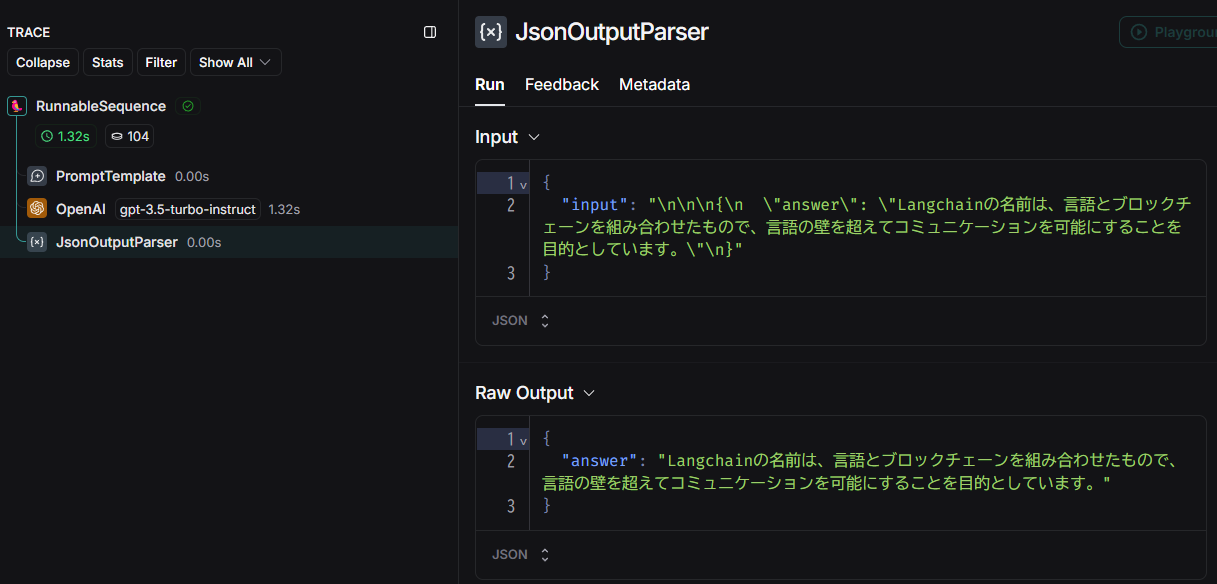 TRACE
Collapse Stats Filter Show All
RunnableSequence
1.32s 104
PromptTemplate 0.00s
OpenAI gpt-3.5-turbo-instruct 1.32s
JsonOutputParser 0.00s
{x} JsonOutputParser
Playgrou
Run Feedback Metadata
Input
1 {
2 "input": "\n\n\n{\n  \"answer\": \"Langchainの名前は、言語とブロックチ
ェーンを組み合わせたもので、言語の壁を超えてコミュニケーションを可能にすることを
目的としています。\"\n}"
3 }
JSON
Raw Output
1 {
2 "answer": "Langchainの名前は、言語とブロックチェーンを組み合わせたもので、
言語の壁を超えてコミュニケーションを可能にすることを目的としています。"
3 }
JSON